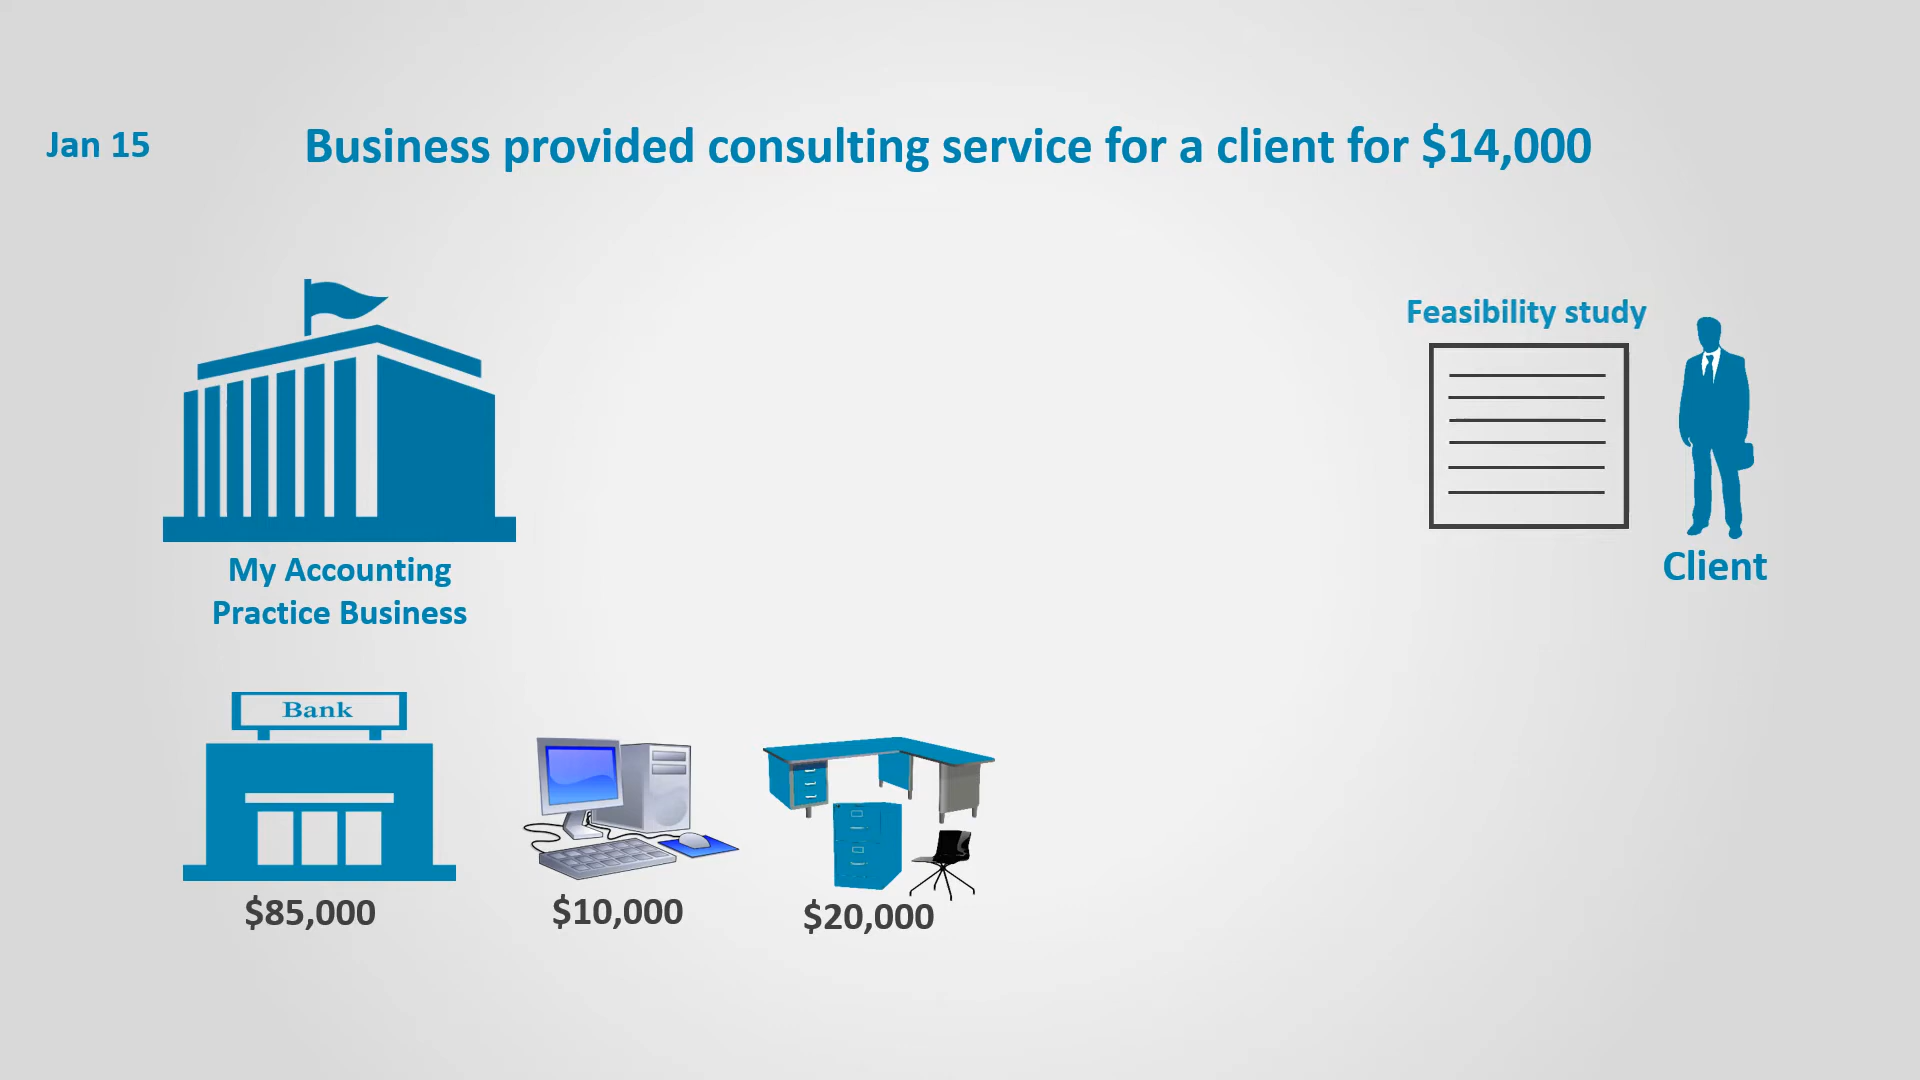 Jan 15
Business provided consulting service for a client for $14,000
Feasibility study
Client
My Accounting
Practice Business
Bank
$85,000
$10,000
$20,000